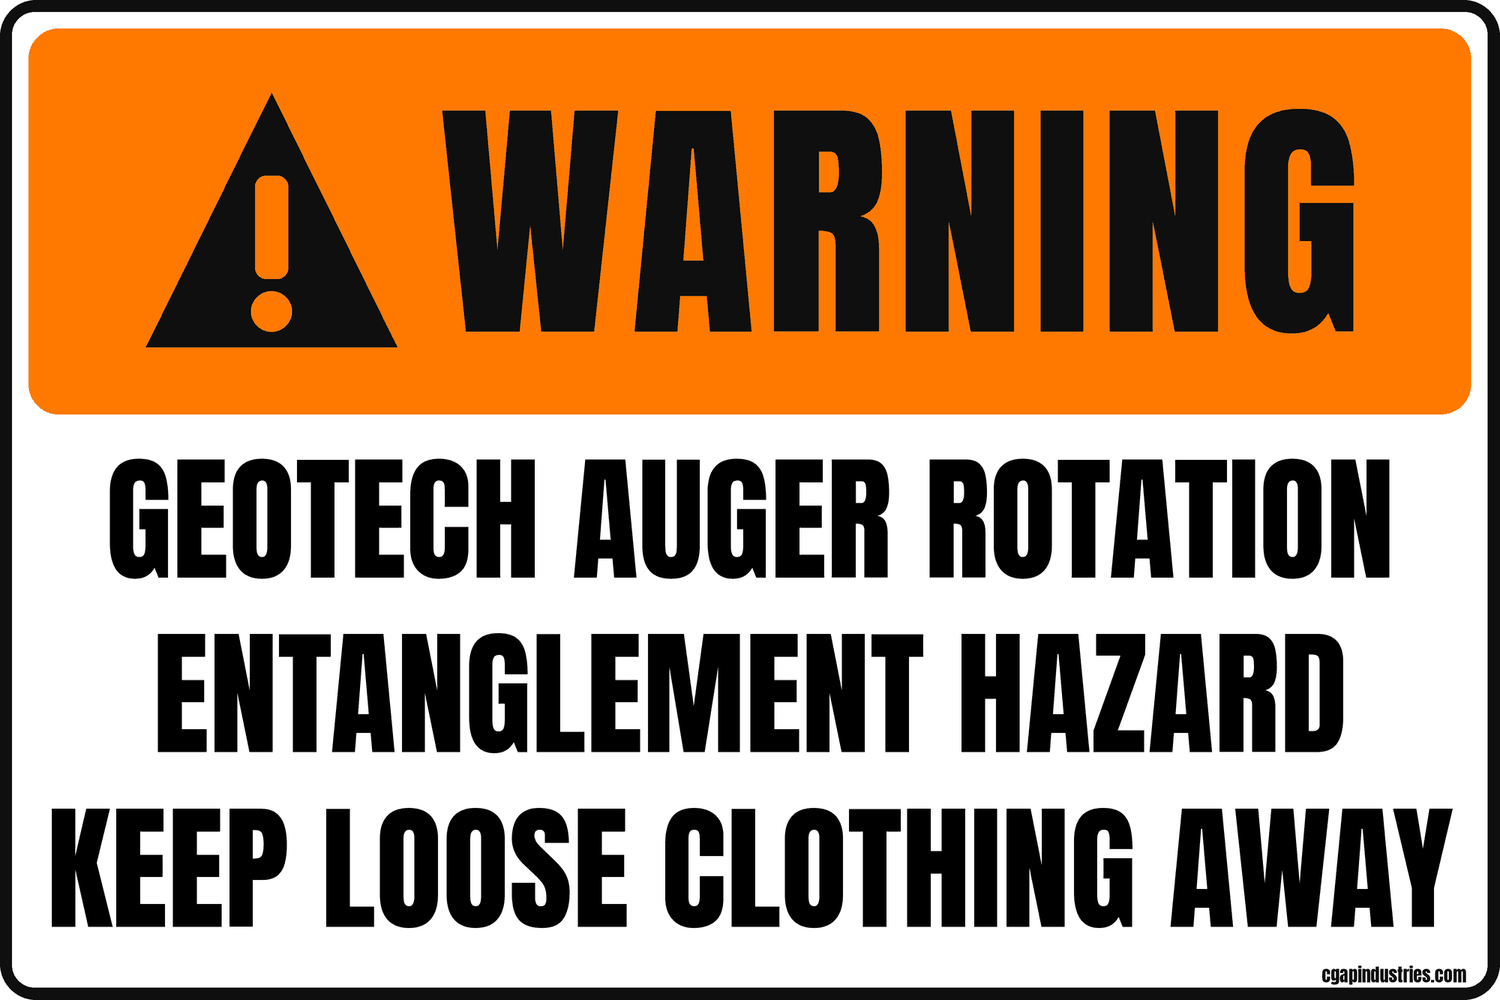 WARNING
GEOTECH AUGER ROTATION
ENTANGLEMENT HAZARD
KEEP LOOSE CLOTHING AWAY
cgapindustries.com